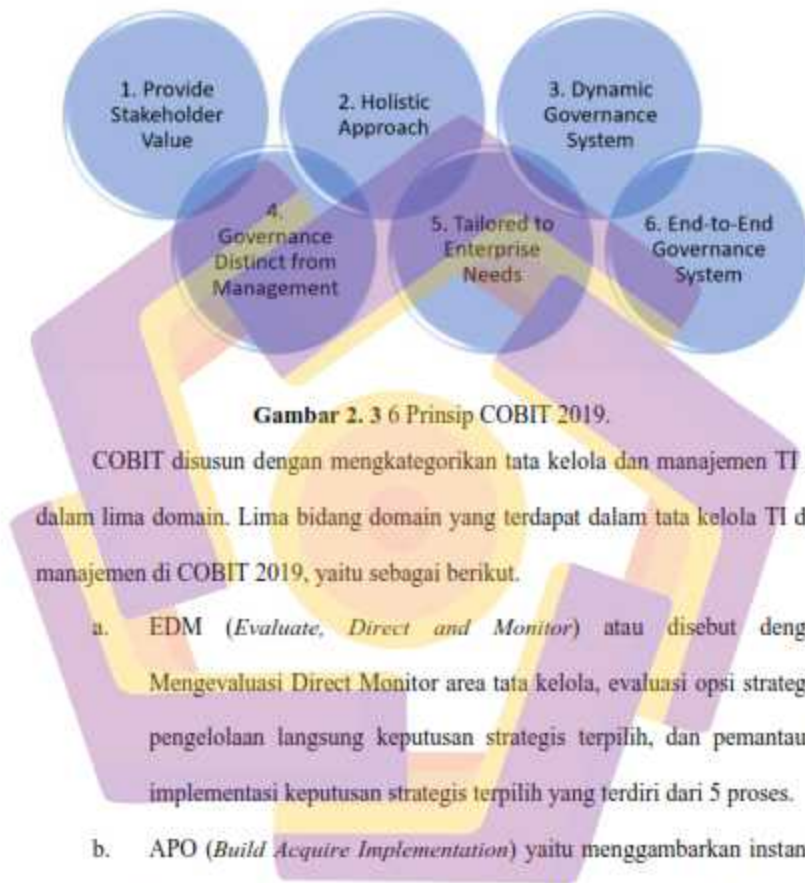 1. Provide
Stakeholder
Value
2. Holistic
Approach
3. Dynamic
Governance
System
4.
Governance
Distinct from
Management
5. Tailored to
Enterprise
Needs
6. End-to-End
Governance
System
Gambar 2. 3 6 Prinsip COBIT 2019.
COBIT disusun dengan mengkategorikan tata kelola dan manajemen TI
dalam lima domain. Lima bidang domain yang terdapat dalam tata kelola TI d
manajemen di COBIT 2019, yaitu sebagai berikut.
a. EDM (Evaluate, Direct and Monitor) atau disebut deng
Mengevaluasi Direct Monitor area tata kelola, evaluasi opsi strateg
pengelolaan langsung keputusan strategis terpilih, dan pemantau
implementasi keputusan strategis terpilih yang terdiri dari 5 proses.
b. APO (Build Acquire Implementation) yaitu menggambarkan instan